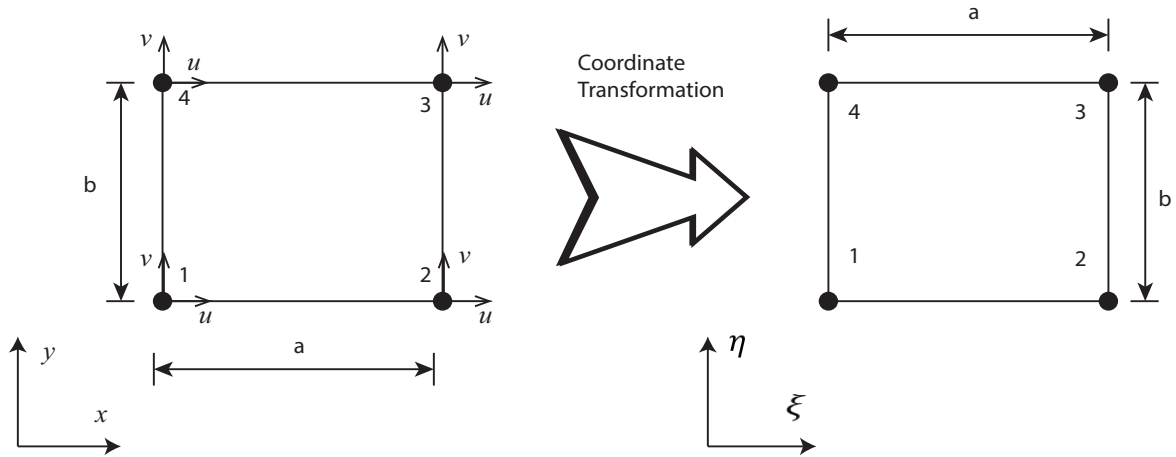 a
v
v
u
4
3
u
Coordinate
Transformation
4
3
b
b
v
1
2
v
u
u
1
2
a
y
x
η
ξ